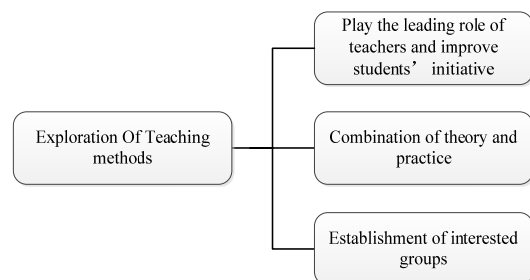 Play the leading role of
teachers and improve
students’ initiative
Exploration Of Teaching
methods
Combination of theory and
practice
Establishment of interested
groups